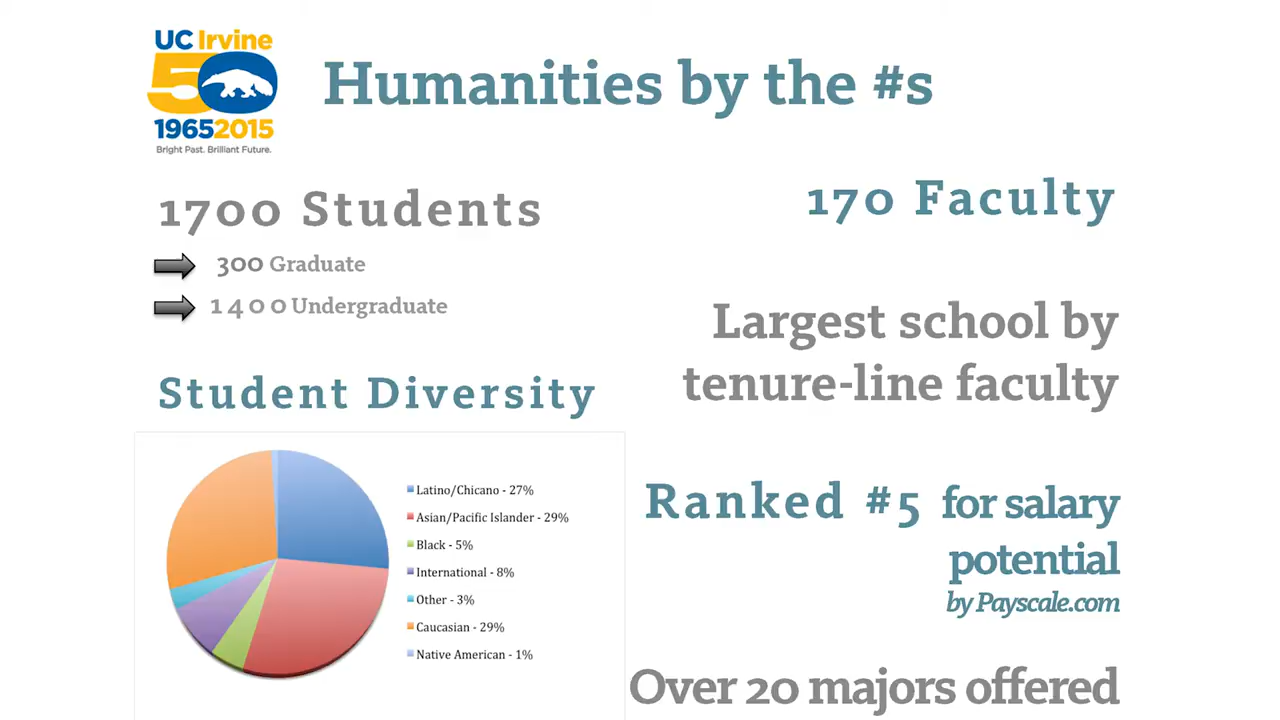 UC Irvine
50
19652015
Bright Past. Brilliant Future.
Humanities by the #s
1700 Students
300 Graduate
1400 Undergraduate
Student Diversity
Latino/Chicano - 27%
Asian/Pacific Islander - 29%
Black - 5%
International - 8%
Other - 3%
Caucasian - 29%
Native American - 1%
170 Faculty
Largest school by
tenure-line faculty
Ranked #5 for salary
potential
by Payscale.com
Over 20 majors offered